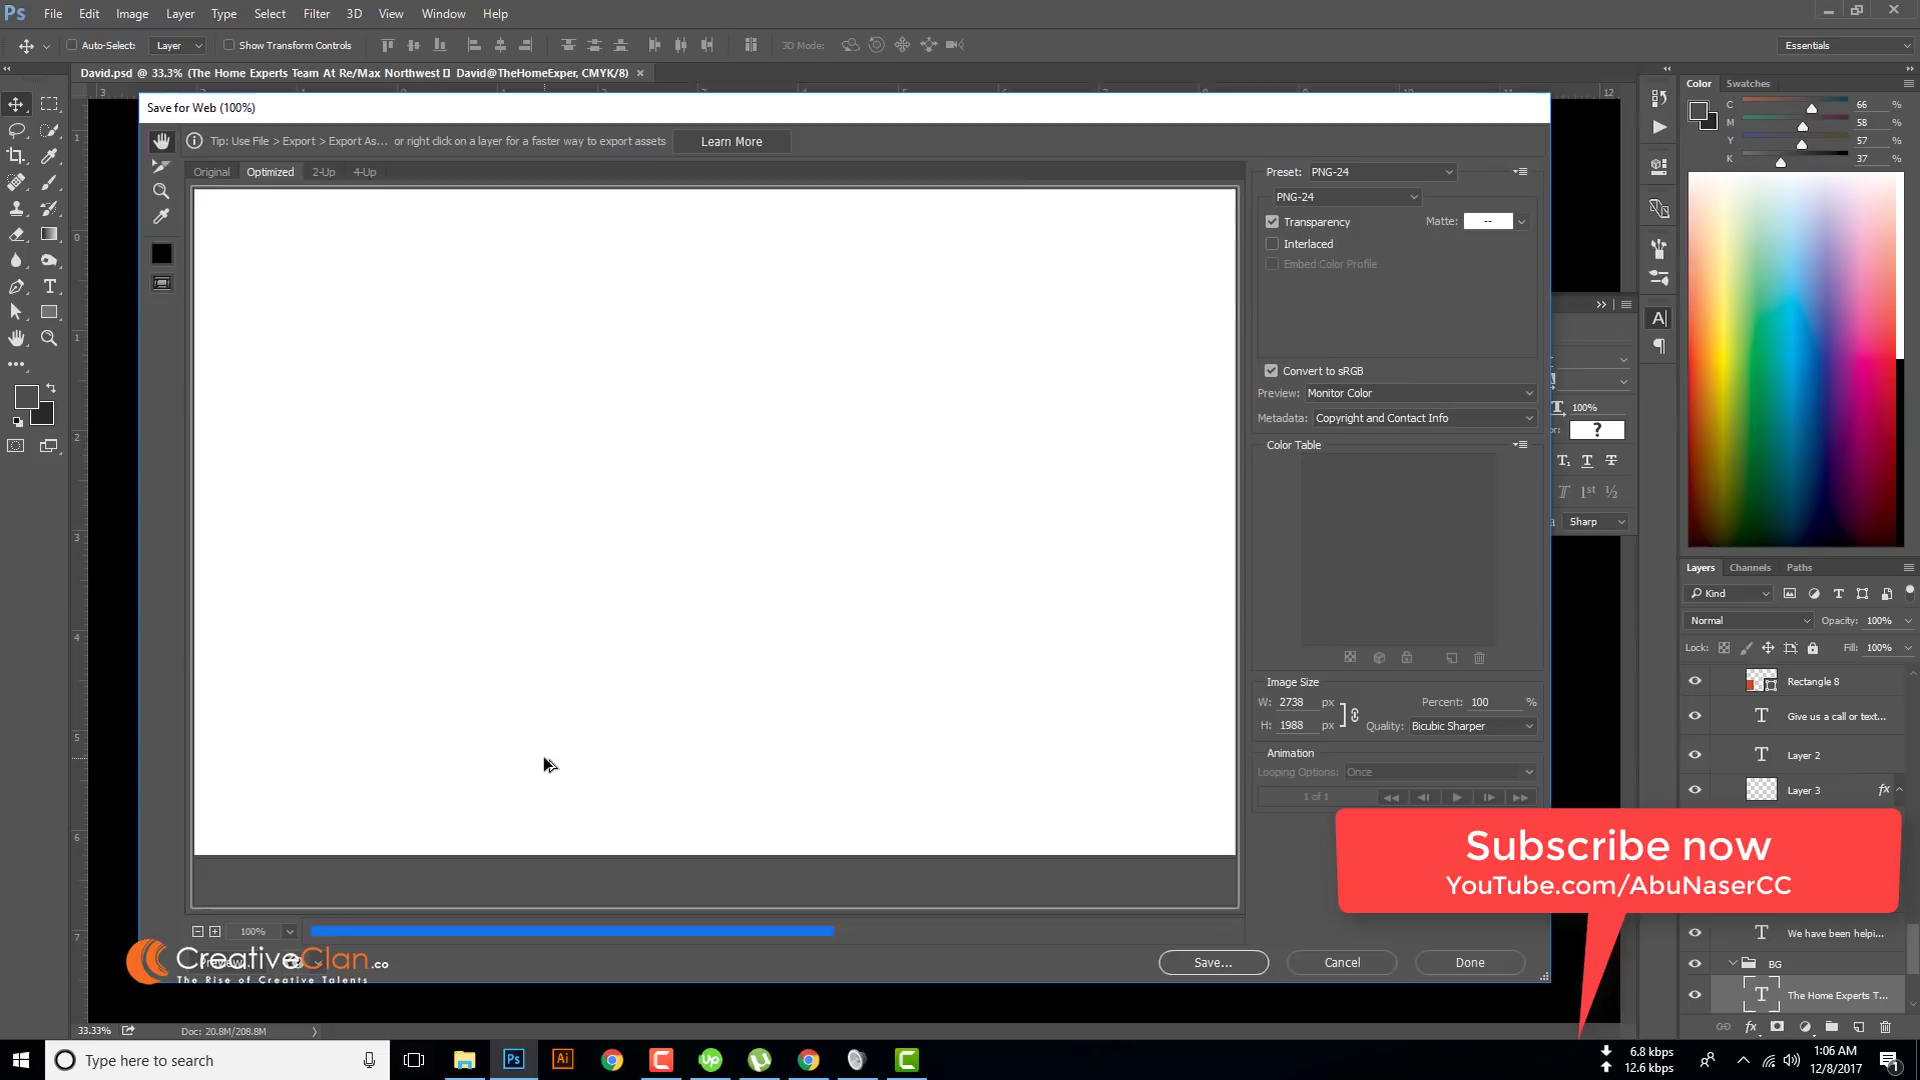 Ps File Edit Image Layer Type Select Filter 3D View Window Help
Auto-Select: Layer Show Transform Controls 3D Mode: Essentials
David.psd @ 33.3% (The Home Experts Team At Re/Max Northwest David@TheHomeExper, CMYK/8) ×
Save for Web (100%)
Tip: Use File > Export > Export As... or right click on a layer for a faster way to export assets Learn More
Original Optimized 2-Up 4-Up
Preset: PNG-24
PNG-24
Transparency Matte: --
Interlaced
Embed Color Profile
Convert to sRGB
Preview: Monitor Color
Metadata: Copyright and Contact Info
Color Table
Image Size
W: 2738 px Percent: 100 %
H: 1988 px Quality: Bicubic Sharper
Animation
Looping Options: Once
1 of 1
100%
Preview...
Save... Cancel Done
CreativeClan.co
The Rise of Creative Talents
Subscribe now
YouTube.com/AbuNaserCC
Color Swatches
C 66 %
M 58 %
Y 57 %
K 37 %
100%
?
Sharp
Layers Channels Paths
Kind
Normal Opacity: 100%
Lock: Fill: 100%
Rectangle 8
Give us a call or text...
Layer 2
Layer 3 fx
We have been helpi...
BG
The Home Experts T...
33.33% Doc: 20.8M/208.8M
Type here to search
6.8 kbps
12.6 kbps
1:06 AM
12/8/2017